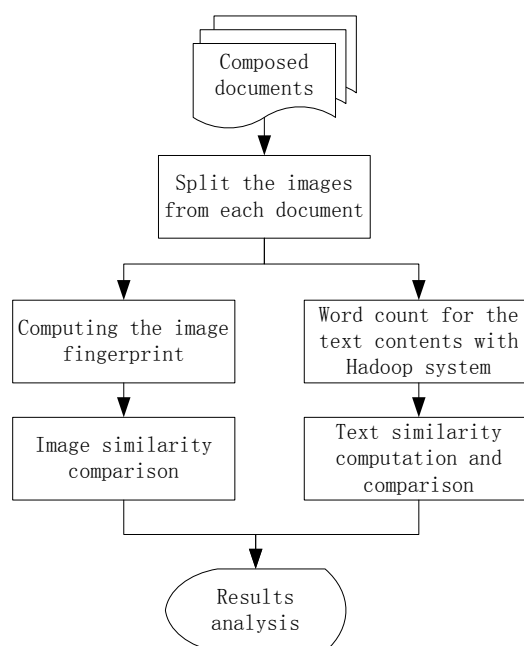 Composed
documents
Split the images
from each document
Computing the image
fingerprint
Word count for the
text contents with
Hadoop system
Image similarity
comparison
Text similarity
computation and
comparison
Results
analysis